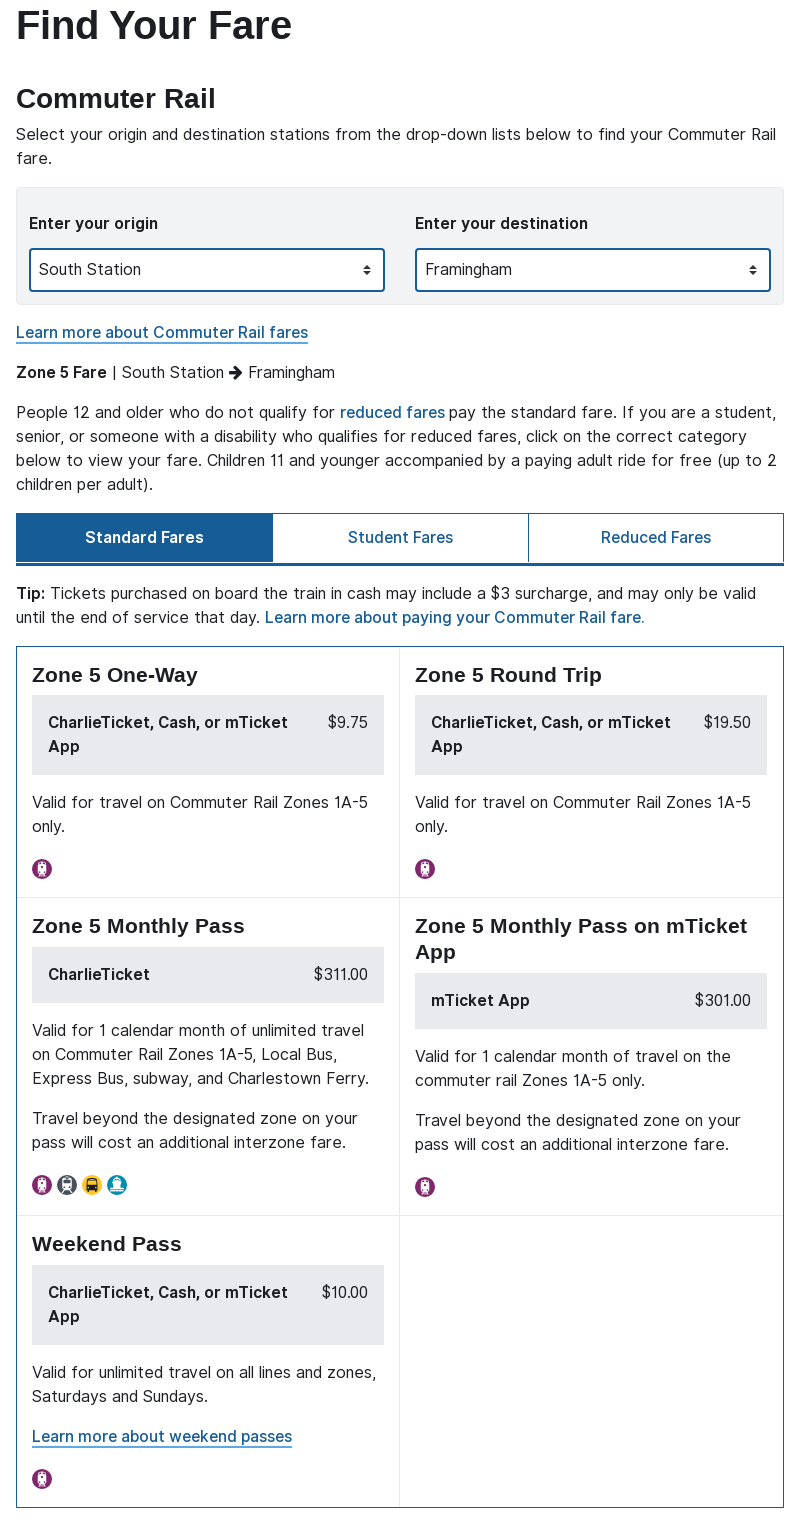 Find Your Fare
Commuter Rail
Select your origin and destination stations from the drop-down lists below to find your Commuter Rail
fare.
Enter your origin
South Station
Enter your destination
Framingham
Learn more about Commuter Rail fares
Zone 5 Fare | South Station → Framingham
People 12 and older who do not qualify for reduced fares pay the standard fare. If you are a student,
senior, or someone with a disability who qualifies for reduced fares, click on the correct category
below to view your fare. Children 11 and younger accompanied by a paying adult ride for free (up to 2
children per adult).
Standard Fares
Student Fares
Reduced Fares
Tip: Tickets purchased on board the train in cash may include a $3 surcharge, and may only be valid
until the end of service that day. Learn more about paying your Commuter Rail fare.
Zone 5 One-Way
CharlieTicket, Cash, or mTicket $9.75
App
Valid for travel on Commuter Rail Zones 1A-5
only.
Zone 5 Round Trip
CharlieTicket, Cash, or mTicket $19.50
App
Valid for travel on Commuter Rail Zones 1A-5
only.
Zone 5 Monthly Pass
CharlieTicket $311.00
Valid for 1 calendar month of unlimited travel
on Commuter Rail Zones 1A-5, Local Bus,
Express Bus, subway, and Charlestown Ferry.
Travel beyond the designated zone on your
pass will cost an additional interzone fare.
Zone 5 Monthly Pass on mTicket
App
mTicket App $301.00
Valid for 1 calendar month of travel on the
commuter rail Zones 1A-5 only.
Travel beyond the designated zone on your
pass will cost an additional interzone fare.
Weekend Pass
CharlieTicket, Cash, or mTicket $10.00
App
Valid for unlimited travel on all lines and zones,
Saturdays and Sundays.
Learn more about weekend passes